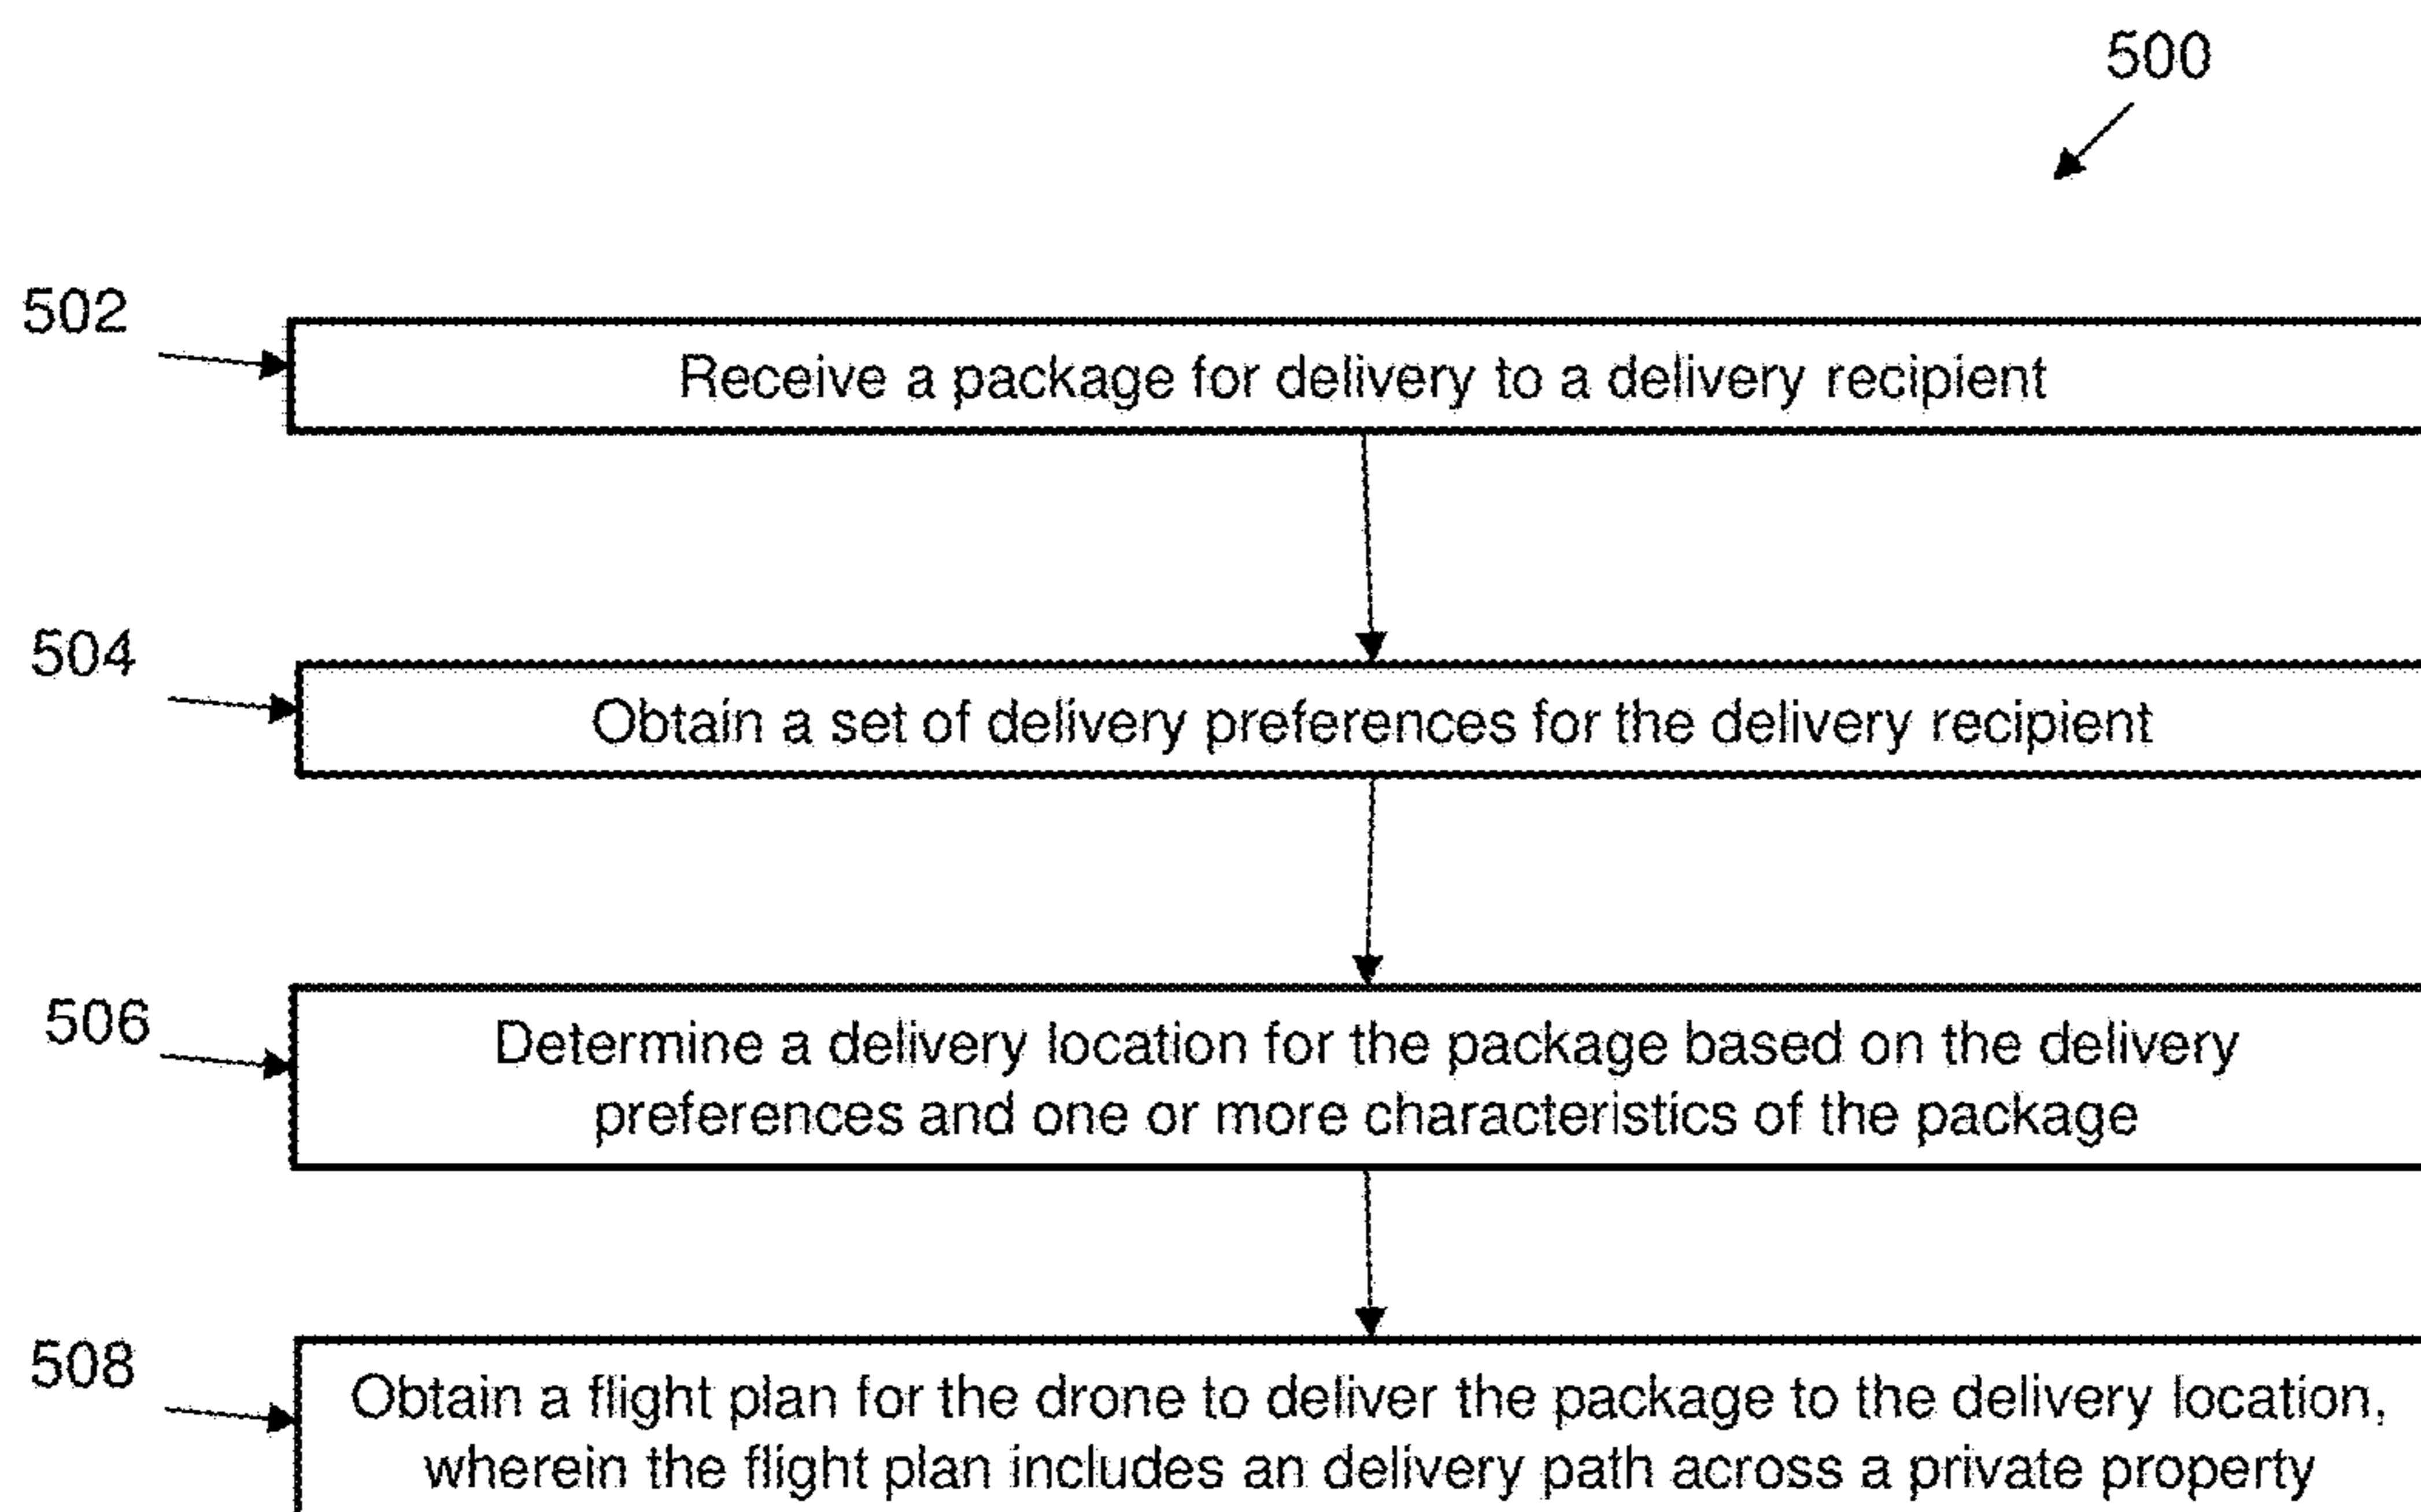 500
502
Receive a package for delivery to a delivery recipient
504
Obtain a set of delivery preferences for the delivery recipient
506
Determine a delivery location for the package based on the delivery
preferences and one or more characteristics of the package
508
Obtain a flight plan for the drone to deliver the package to the delivery location,
wherein the flight plan includes an delivery path across a private property